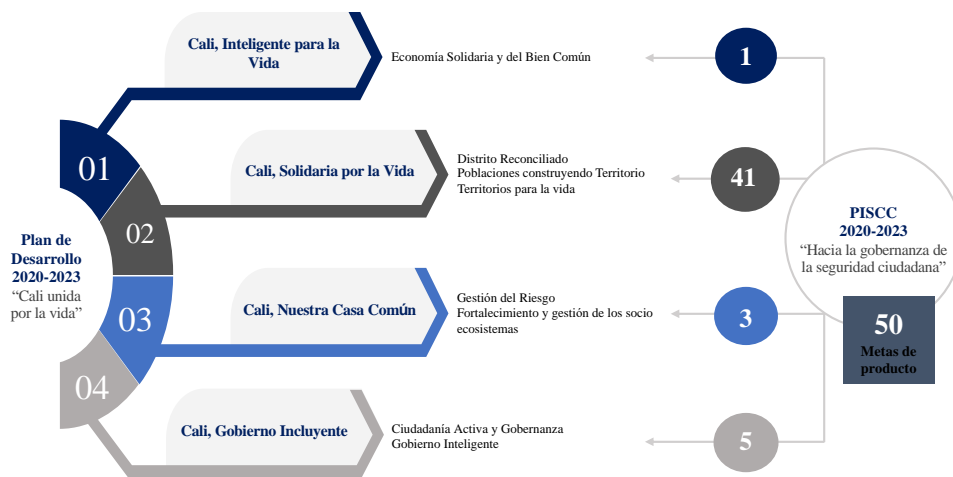 Plan de
Desarrollo
2020-2023
“Cali unida
por la vida”
01
Cali, Inteligente para la
Vida
Economía Solidaria y del Bien Común
1
02
Cali, Solidaria por la Vida
Distrito Reconciliado
Poblaciones construyendo Territorio
Territorios para la vida
41
03
Cali, Nuestra Casa Común
Gestión del Riesgo
Fortalecimiento y gestión de los socio
ecosistemas
3
04
Cali, Gobierno Incluyente
Ciudadanía Activa y Gobernanza
Gobierno Inteligente
5
PISCC
2020-2023
“Hacia la gobernanza de
la seguridad ciudadana”
50
Metas de
producto